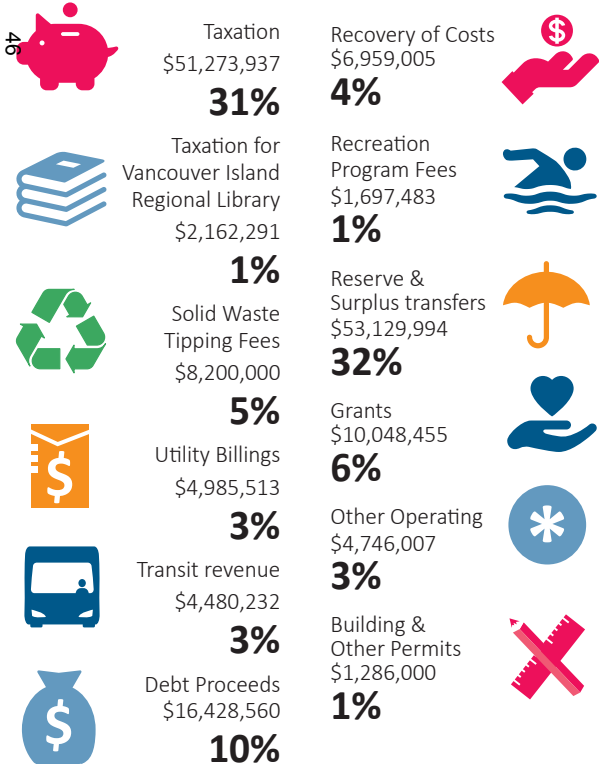 46
Taxation
$51,273,937
31%
Taxation for
Vancouver Island
Regional Library
$2,162,291
1%
Solid Waste
Tipping Fees
$8,200,000
5%
$
Utility Billings
$4,985,513
3%
Transit revenue
$4,480,232
3%
$
Debt Proceeds
$16,428,560
10%
Recovery of Costs
$6,959,005
4%
$
Recreation
Program Fees
$1,697,483
1%
Reserve &
Surplus transfers
$53,129,994
32%
Grants
$10,048,455
6%
Other Operating
$4,746,007
3%
*
Building &
Other Permits
$1,286,000
1%